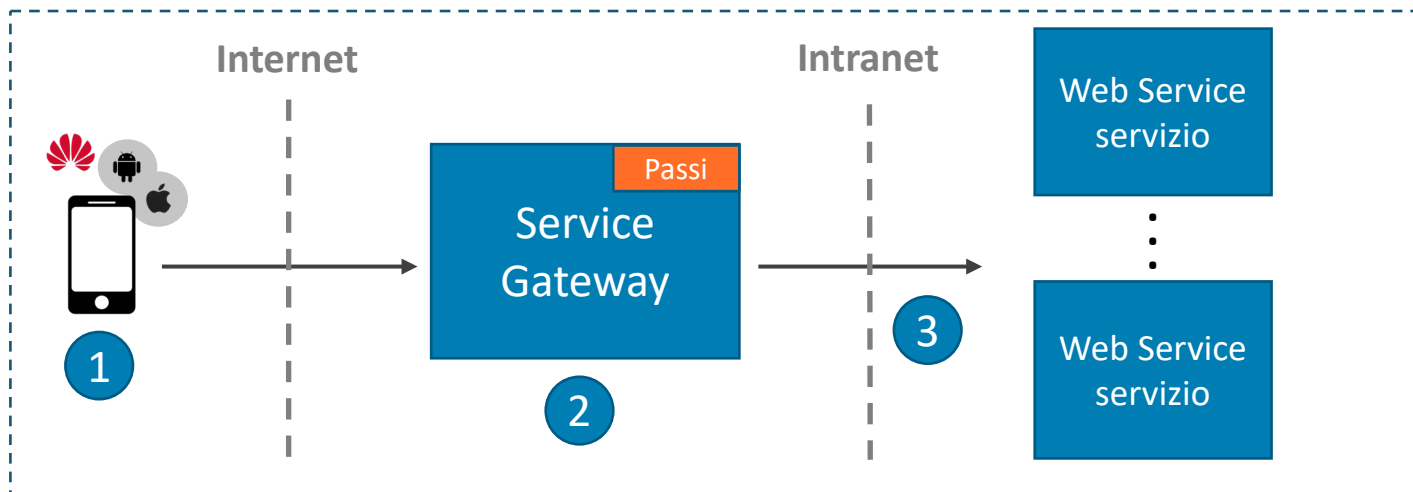 Internet
Intranet
Web Service
servizio
Passi
Service
Gateway
1
2
3
Web Service
servizio